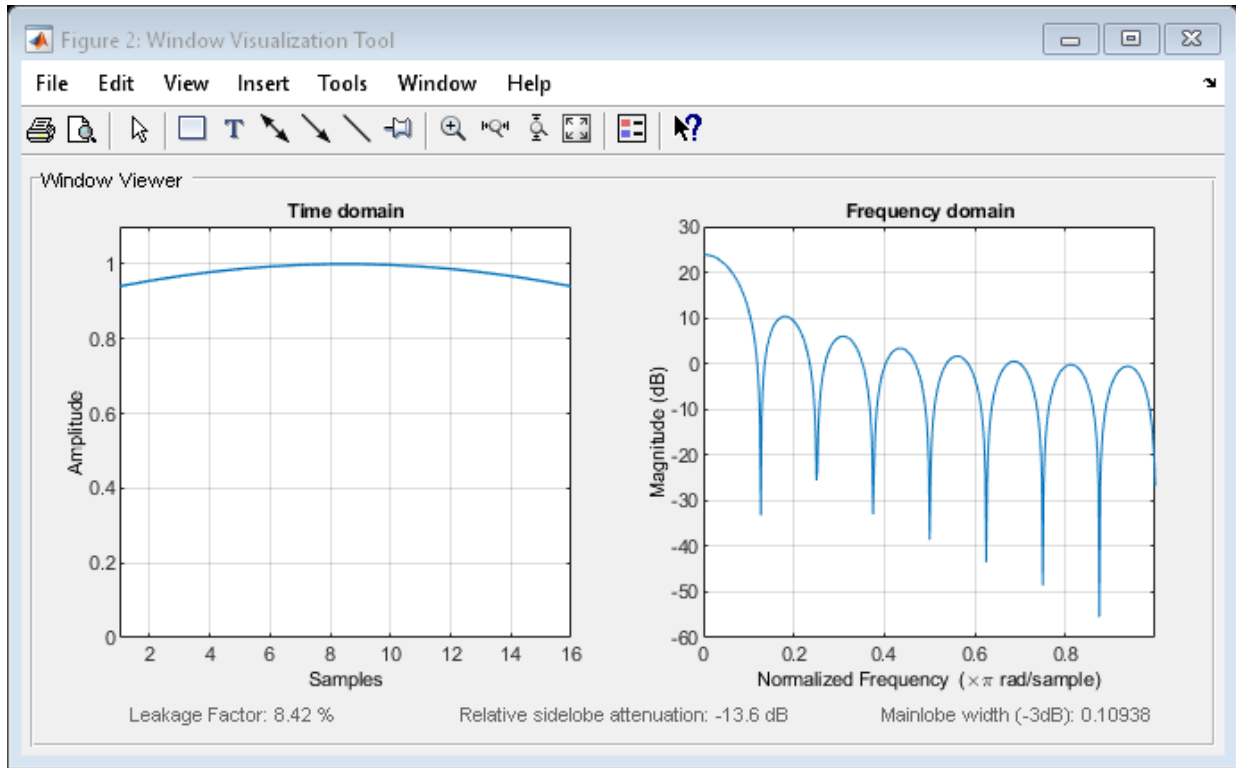 Figure 2: Window Visualization Tool
File Edit View Insert Tools Window Help
Window Viewer
Time domain
Amplitude
1
0.8
0.6
0.4
0.2
0
2 4 6 8 10 12 14 16
Samples
Frequency domain
Magnitude (dB)
30
20
10
0
-10
-20
-30
-40
-50
-60
0 0.2 0.4 0.6 0.8
Normalized Frequency (×π rad/sample)
Leakage Factor: 8.42 % Relative sidelobe attenuation: -13.6 dB Mainlobe width (-3dB): 0.10938